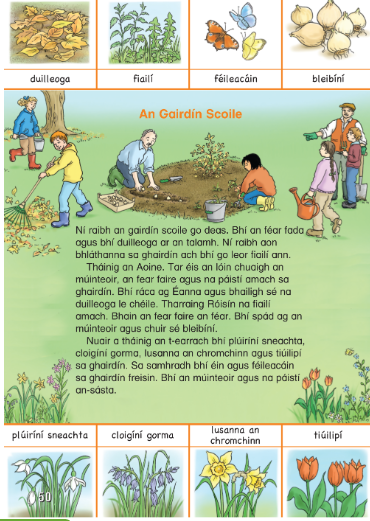 duilleoga fiailí féileacáin bleibíní
An Gairdín Scoile
Ní raibh an gairdín scoile go deas. Bhí an féar fada
agus bhí duilleoga ar an talamh. Ní raibh aon
bhláthanna sa ghairdín ach bhí go leor fiailí ann.
Tháinig an Aoine. Tar éis an lóin chuaigh an
múinteoir, an fear faire agus na páistí amach sa
ghairdín. Bhí ráca ag Éanna agus bhailigh sé na
duilleoga le chéile. Tharraing Róisín na fiailí
amach. Bhain an fear faire an féar. Bhí spád ag an
múinteoir agus chuir sé bleibíní.
Nuair a tháinig an t-earrach bhí plúiríní sneachta,
cloigíní gorma, lusanna an chromchinn agus tiúilipí
sa ghairdín. Sa samhradh bhí éin agus féileacáin
sa ghairdín freisin. Bhí an múinteoir agus na páistí
an-sásta.
plúiríní sneachta cloigíní gorma lusanna an chromchinn tiúilipí
50